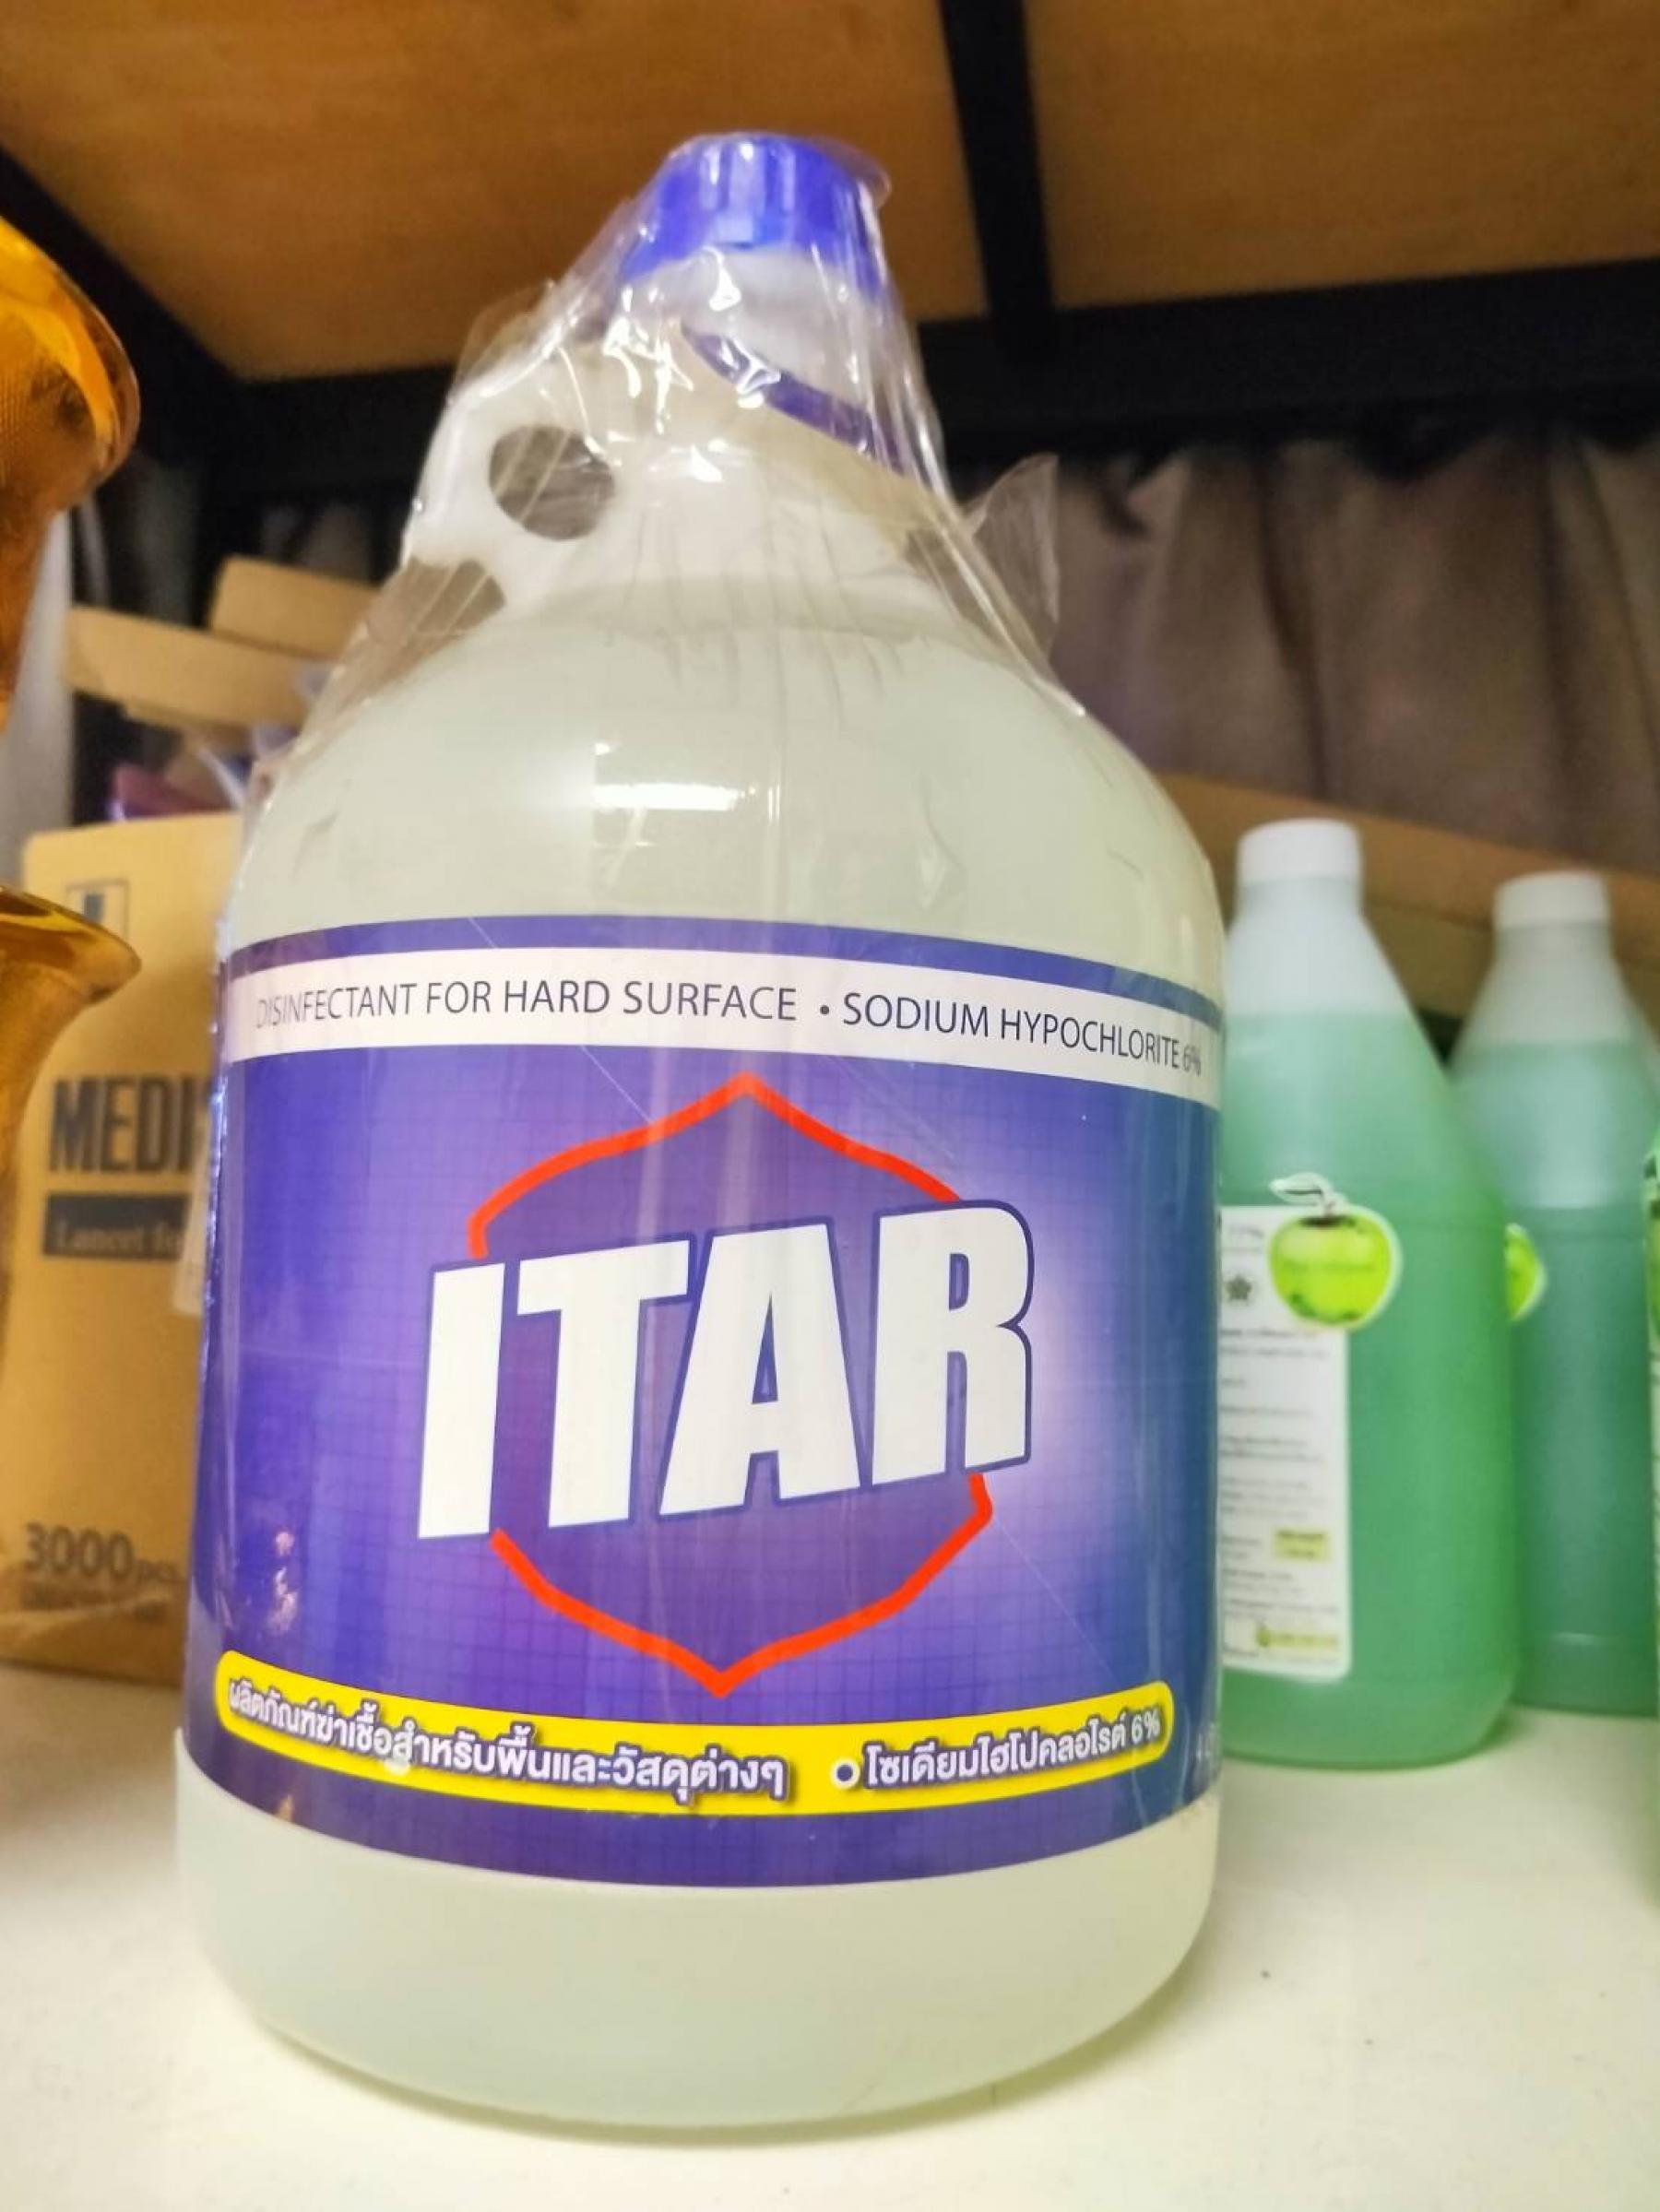 DISINFECTANT FOR HARD SURFACE • SODIUM HYPOCHLORITE 6%
ITAR
ผลิตภัณฑ์ฆ่าเชื้อสำหรับพื้นและวัสดุต่างๆ
โซเดียมไฮโปคลอไรต์ 6%
MEDI
Lancet
3000 pcs.